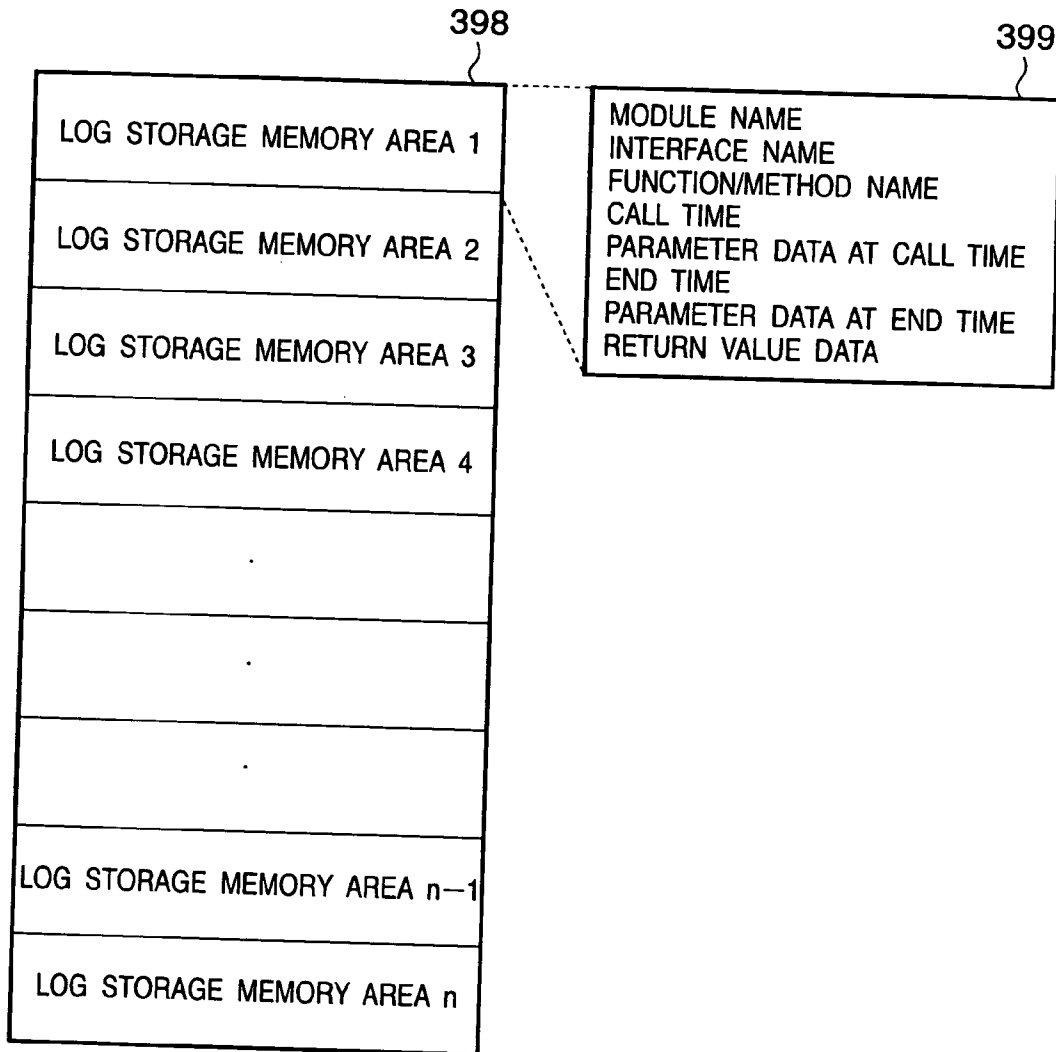 398
399
LOG STORAGE MEMORY AREA 1
LOG STORAGE MEMORY AREA 2
LOG STORAGE MEMORY AREA 3
LOG STORAGE MEMORY AREA 4
.
.
.
LOG STORAGE MEMORY AREA n—1
LOG STORAGE MEMORY AREA n
MODULE NAME
INTERFACE NAME
FUNCTION/METHOD NAME
CALL TIME
PARAMETER DATA AT CALL TIME
END TIME
PARAMETER DATA AT END TIME
RETURN VALUE DATA